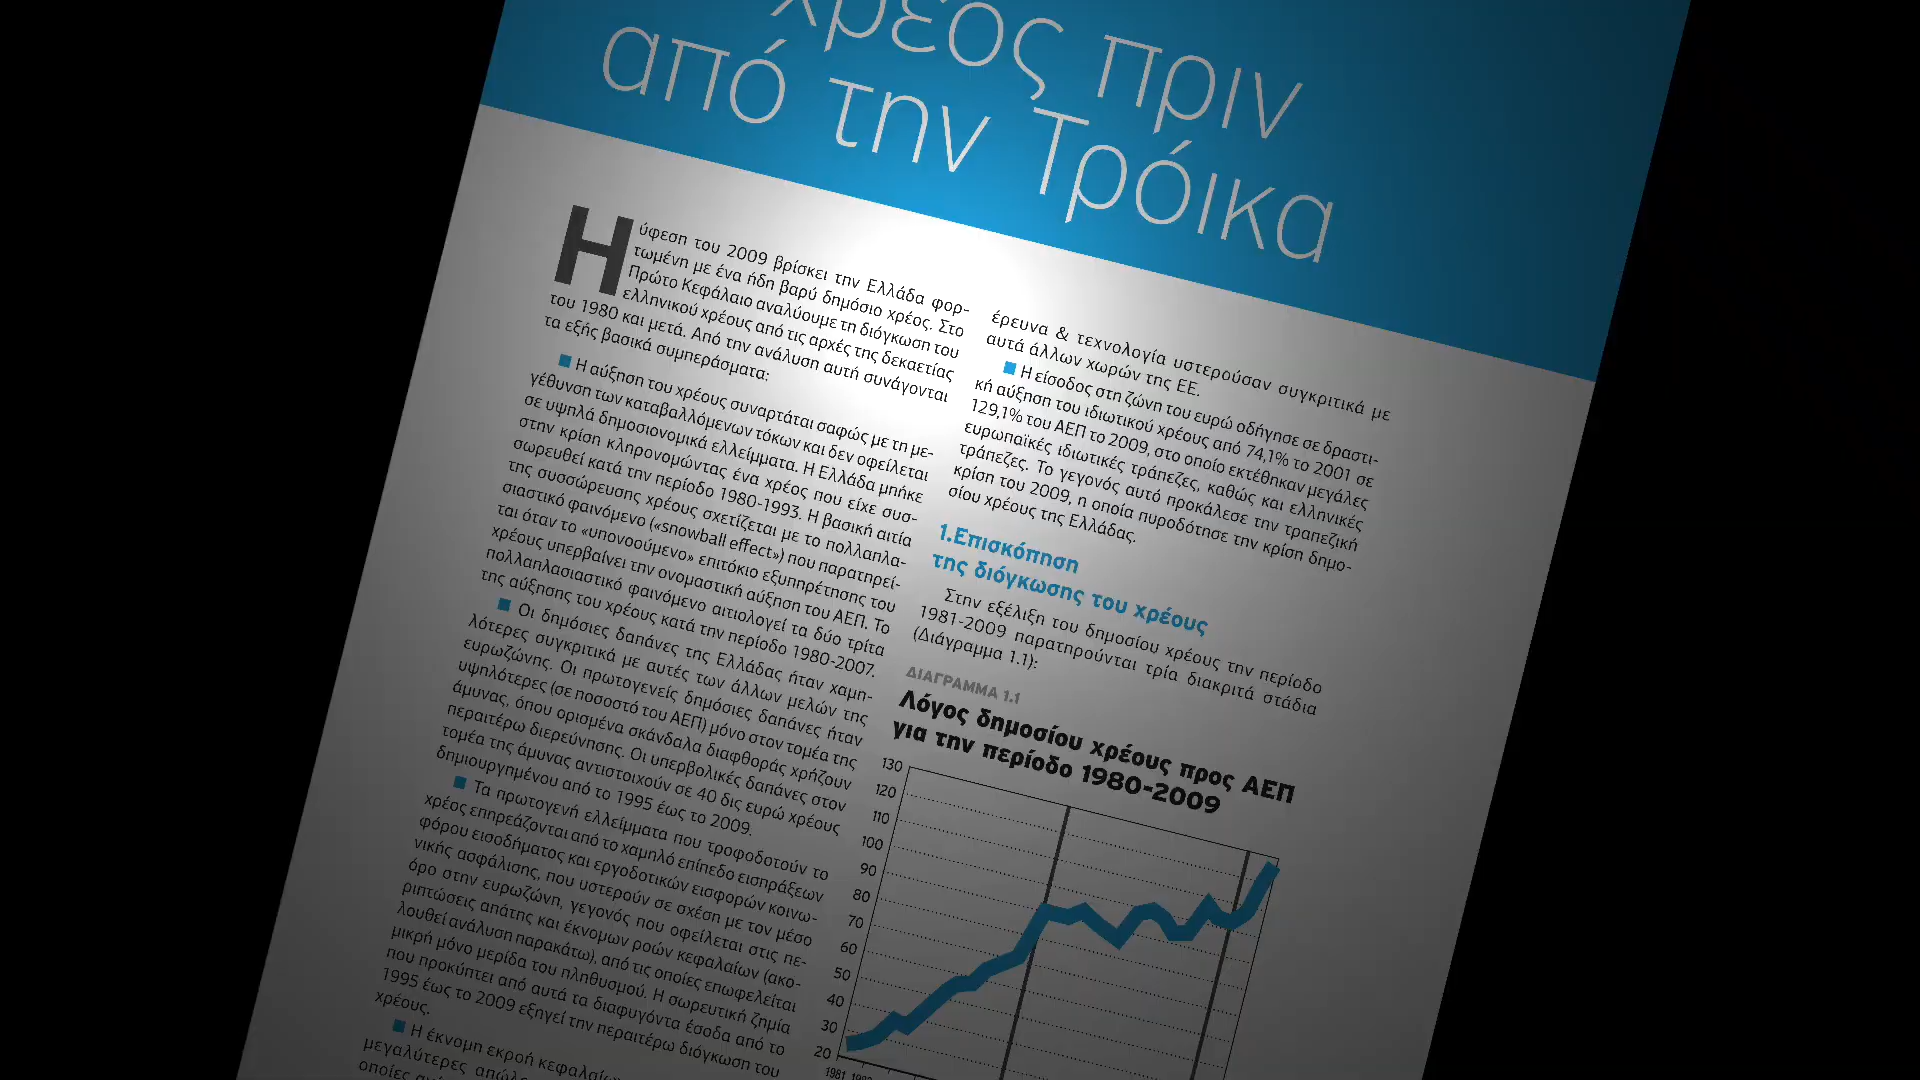 χρέος πριν
από την Τρόικα
Η ύφεση του 2009 βρίσκει την Ελλάδα φορ-
τωμένη με ένα ήδη βαρύ δημόσιο χρέος. Στο
Πρώτο Κεφάλαιο αναλύουμε τη διόγκωση του
ελληνικού χρέους από τις αρχές της δεκαετίας
του 1980 και μετά. Από την ανάλυση αυτή συνάγονται
τα εξής βασικά συμπεράσματα:
■ Η αύξηση του χρέους συναρτάται σαφώς με τη με-
γέθυνση των καταβαλλόμενων τόκων και δεν οφείλεται
σε υψηλά δημοσιονομικά ελλείμματα. Η Ελλάδα μπήκε
στην κρίση κληρονομώντας ένα χρέος που είχε συσ-
σωρευθεί κατά την περίοδο 1980-1993. Η βασική αιτία
της συσσώρευσης χρέους σχετίζεται με το πολλαπλα-
σιαστικό φαινόμενο («snowball effect») που παρατηρεί-
ται όταν το «υπονοούμενο» επιτόκιο εξυπηρέτησης του
χρέους υπερβαίνει την ονομαστική αύξηση του ΑΕΠ. Το
πολλαπλασιαστικό φαινόμενο αιτιολογεί τα δύο τρίτα
της αύξησης του χρέους κατά την περίοδο 1980-2007.
■ Οι δημόσιες δαπάνες της Ελλάδας ήταν χαμη-
λότερες συγκριτικά με αυτές των άλλων μελών της
ευρωζώνης. Οι πρωτογενείς δημόσιες δαπάνες ήταν
υψηλότερες (σε ποσοστό του ΑΕΠ) μόνο στον τομέα της
άμυνας, όπου ορισμένα σκάνδαλα διαφθοράς χρήζουν
περαιτέρω διερεύνησης. Οι υπερβολικές δαπάνες στον
τομέα της άμυνας αντιστοιχούν σε 40 δις ευρώ χρέους
δημιουργημένου από το 1995 έως το 2009.
■ Τα πρωτογενή ελλείμματα που τροφοδοτούν το
χρέος επηρεάζονται από το χαμηλό επίπεδο εισπράξεων
φόρου εισοδήματος και εργοδοτικών εισφορών κοινω-
νικής ασφάλισης, που υστερούν σε σχέση με τον μέσο
όρο στην ευρωζώνη, γεγονός που οφείλεται στις πε-
ριπτώσεις απάτης και έκνομων ροών κεφαλαίων (ακο-
λουθεί ανάλυση παρακάτω), από τις οποίες επωφελείται
μικρή μόνο μερίδα του πληθυσμού. Η σωρευτική ζημία
που προκύπτει από αυτά τα διαφυγόντα έσοδα από το
1995 έως το 2009 εξηγεί την περαιτέρω διόγκωση του
χρέους.
■ Η έκνομη εκροή κεφαλαίων
μεγαλύτερες
οποίες
έρευνα & τεχνολογία υστερούσαν συγκριτικά με
αυτά άλλων χωρών της ΕΕ.
■ Η είσοδος στη ζώνη του ευρώ οδήγησε σε δραστι-
κή αύξηση του ιδιωτικού χρέους από 74,1% το 2001 σε
129,1% του ΑΕΠ το 2009, στο οποίο εκτέθηκαν μεγάλες
ευρωπαϊκές ιδιωτικές τράπεζες, καθώς και ελληνικές
τράπεζες. Το γεγονός αυτό προκάλεσε την τραπεζική
κρίση του 2009, η οποία πυροδότησε την κρίση δημο-
σίου χρέους της Ελλάδας.
1.Επισκόπηση
της διόγκωσης του χρέους
Στην εξέλιξη του δημοσίου χρέους την περίοδο
1981-2009 παρατηρούνται τρία διακριτά στάδια
(Διάγραμμα 1.1):
ΔΙΑΓΡΑΜΜΑ 1.1
Λόγος δημοσίου χρέους προς ΑΕΠ
για την περίοδο 1980-2009
130
120
110
100
90
80
70
60
50
40
30
20
1981